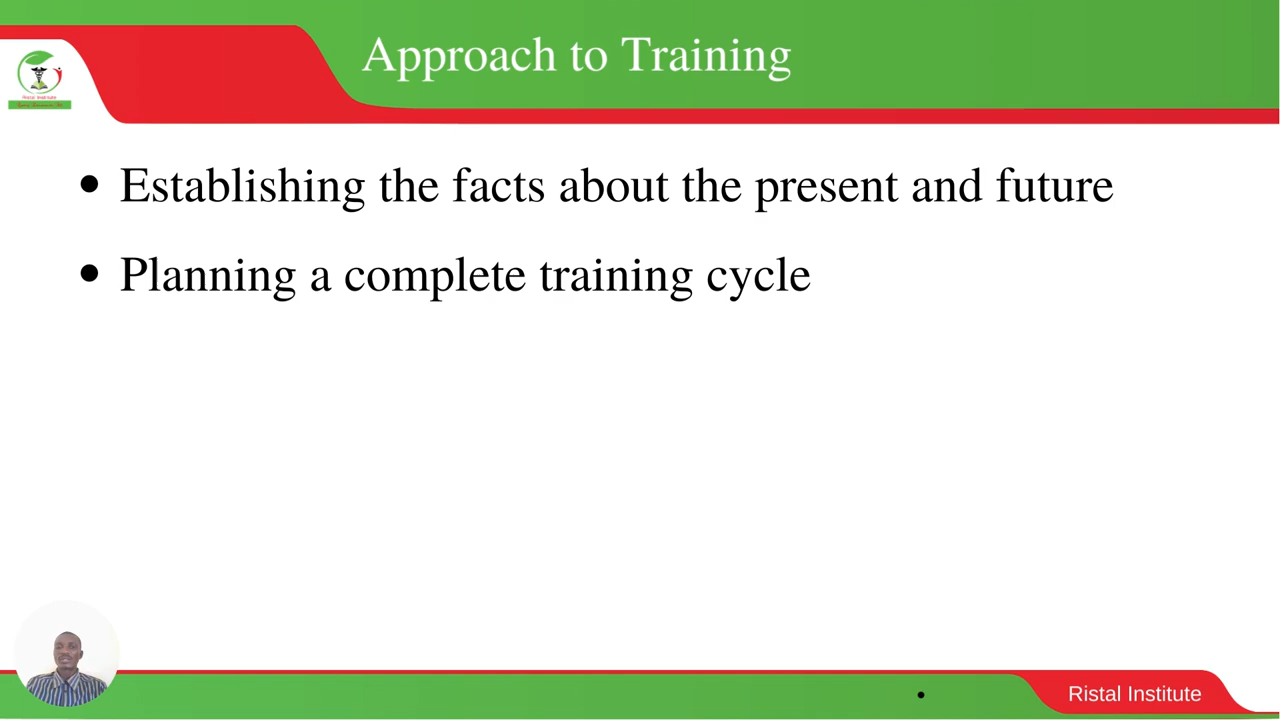 Approach to Training
• Establishing the facts about the present and future
• Planning a complete training cycle
Ristal Institute